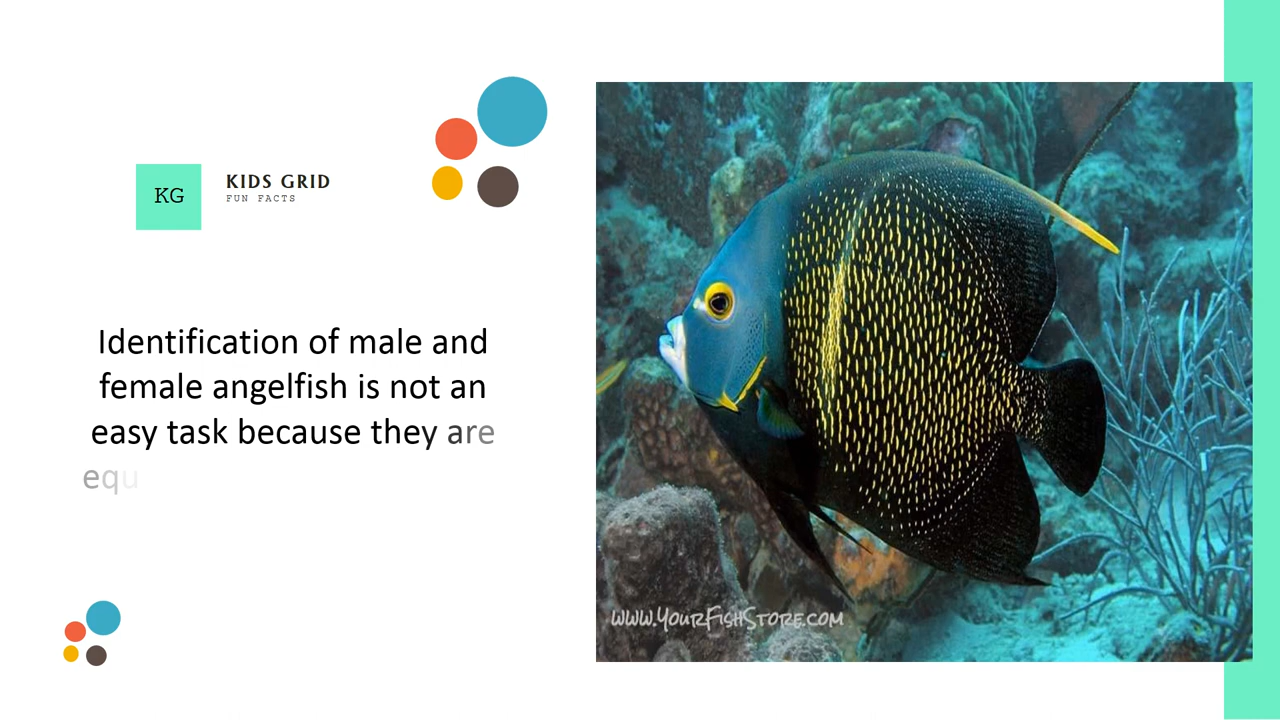 KG
KIDS GRID
FUN FACTS
Identification of male and
female angelfish is not an
easy task because they are
equ
www.YourFishStore.com